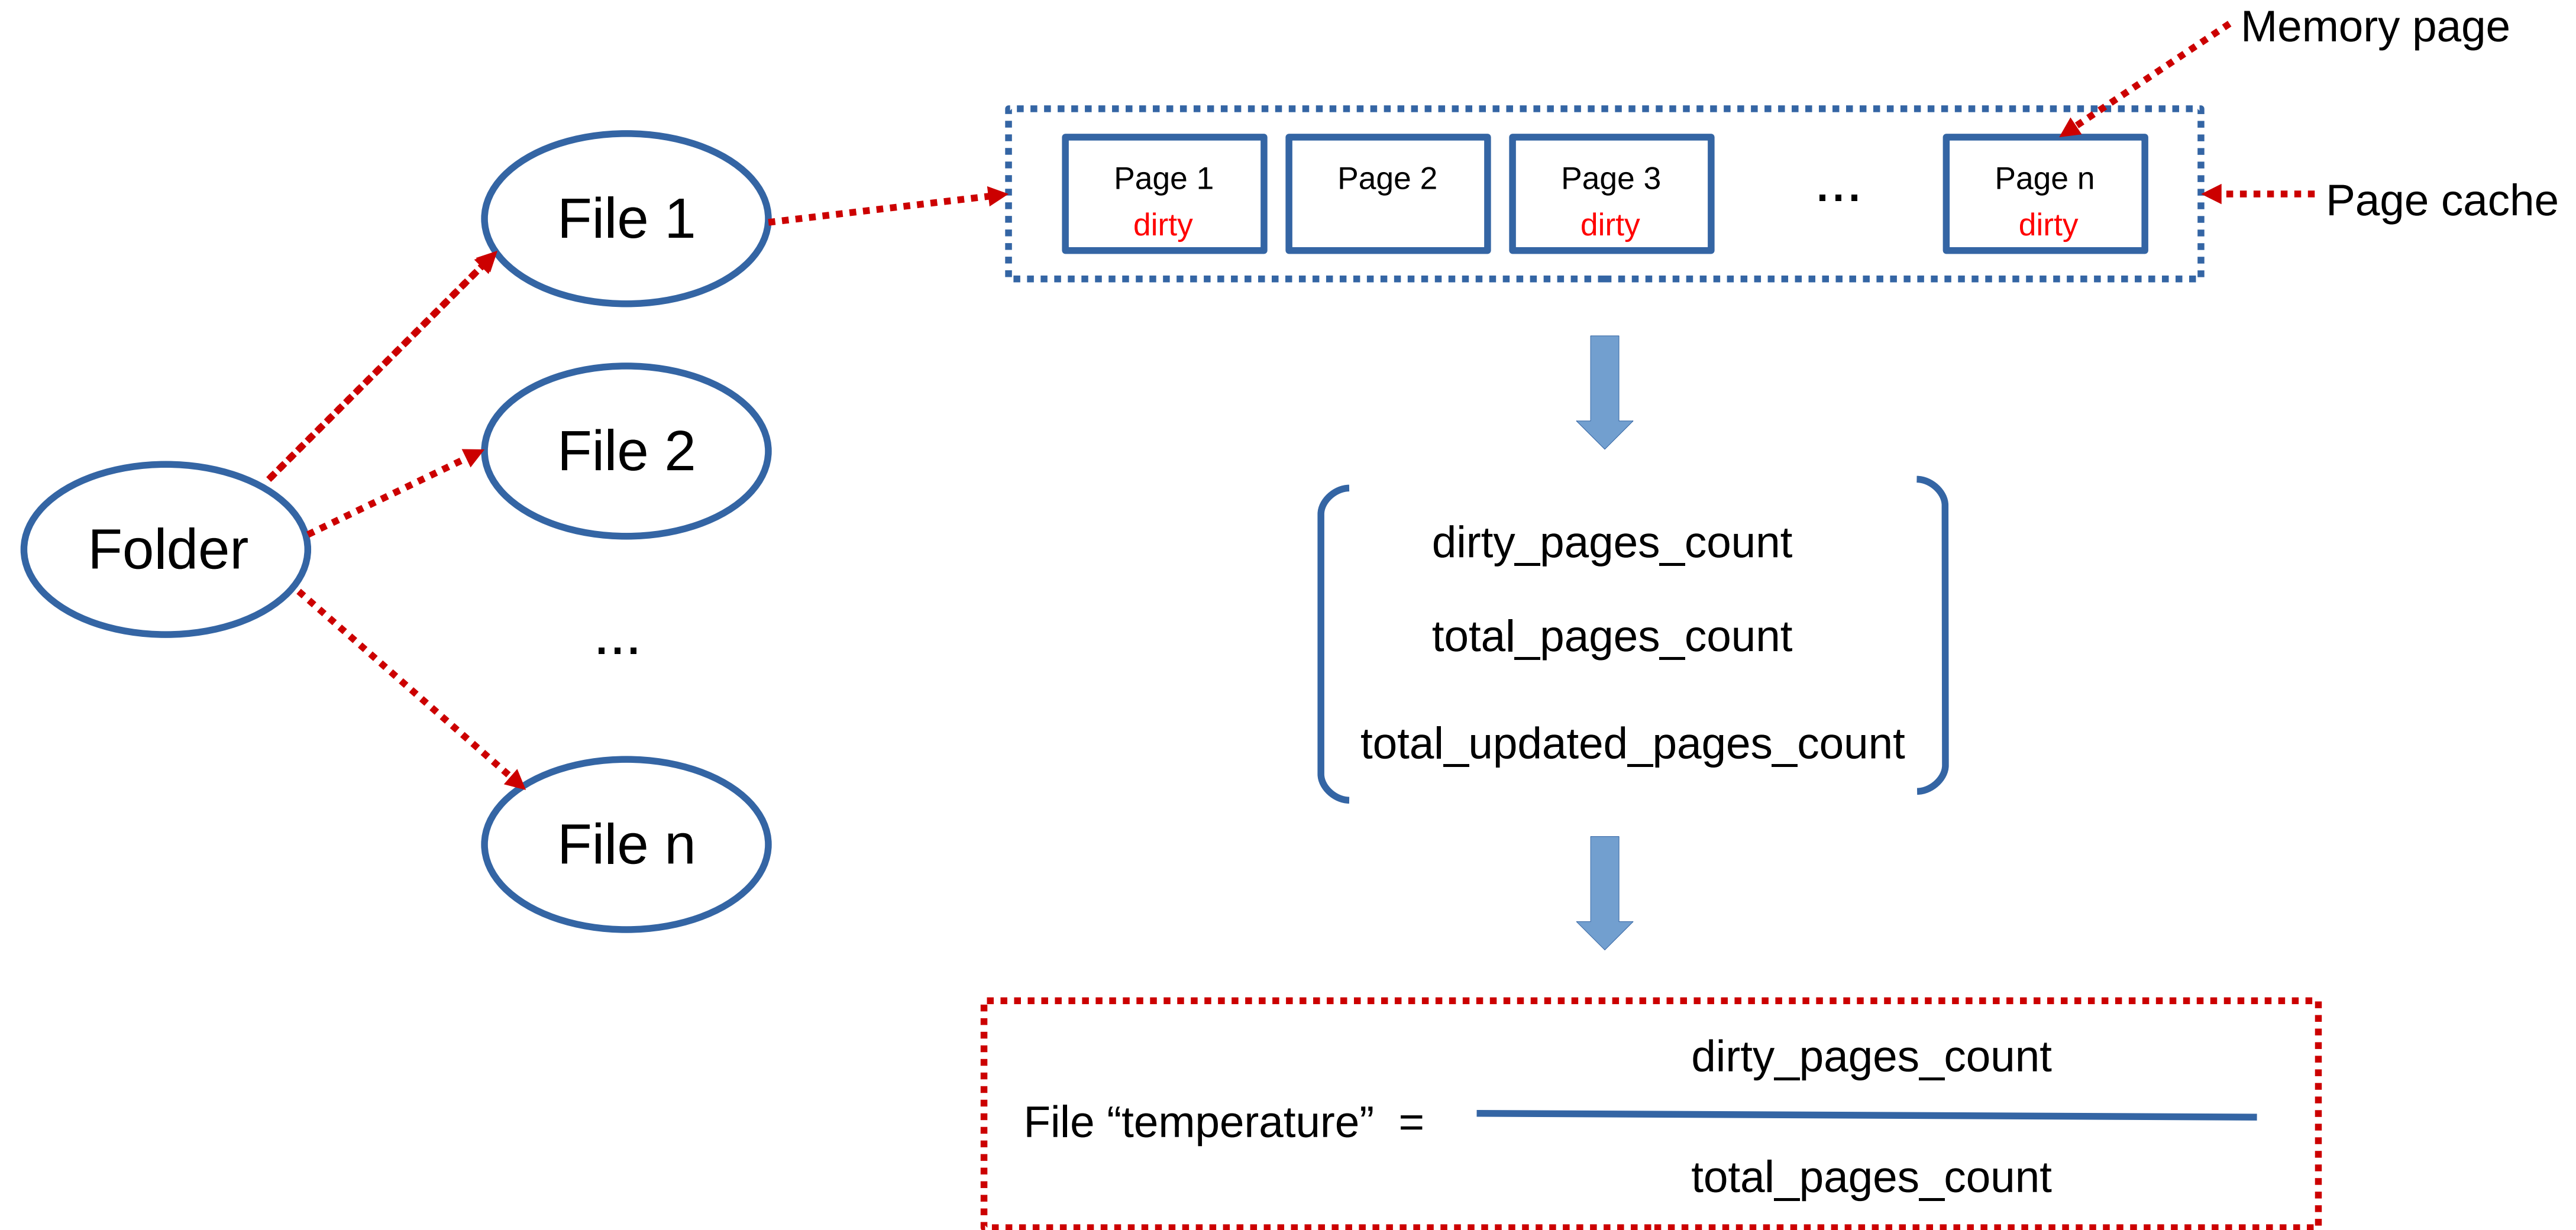 Memory page
Page 1
dirty
Page 2
Page 3
dirty
...
Page n
dirty
Page cache
File 1
File 2
Folder
...
File n
dirty_pages_count
total_pages_count
total_updated_pages_count
File “temperature” =
dirty_pages_count
total_pages_count